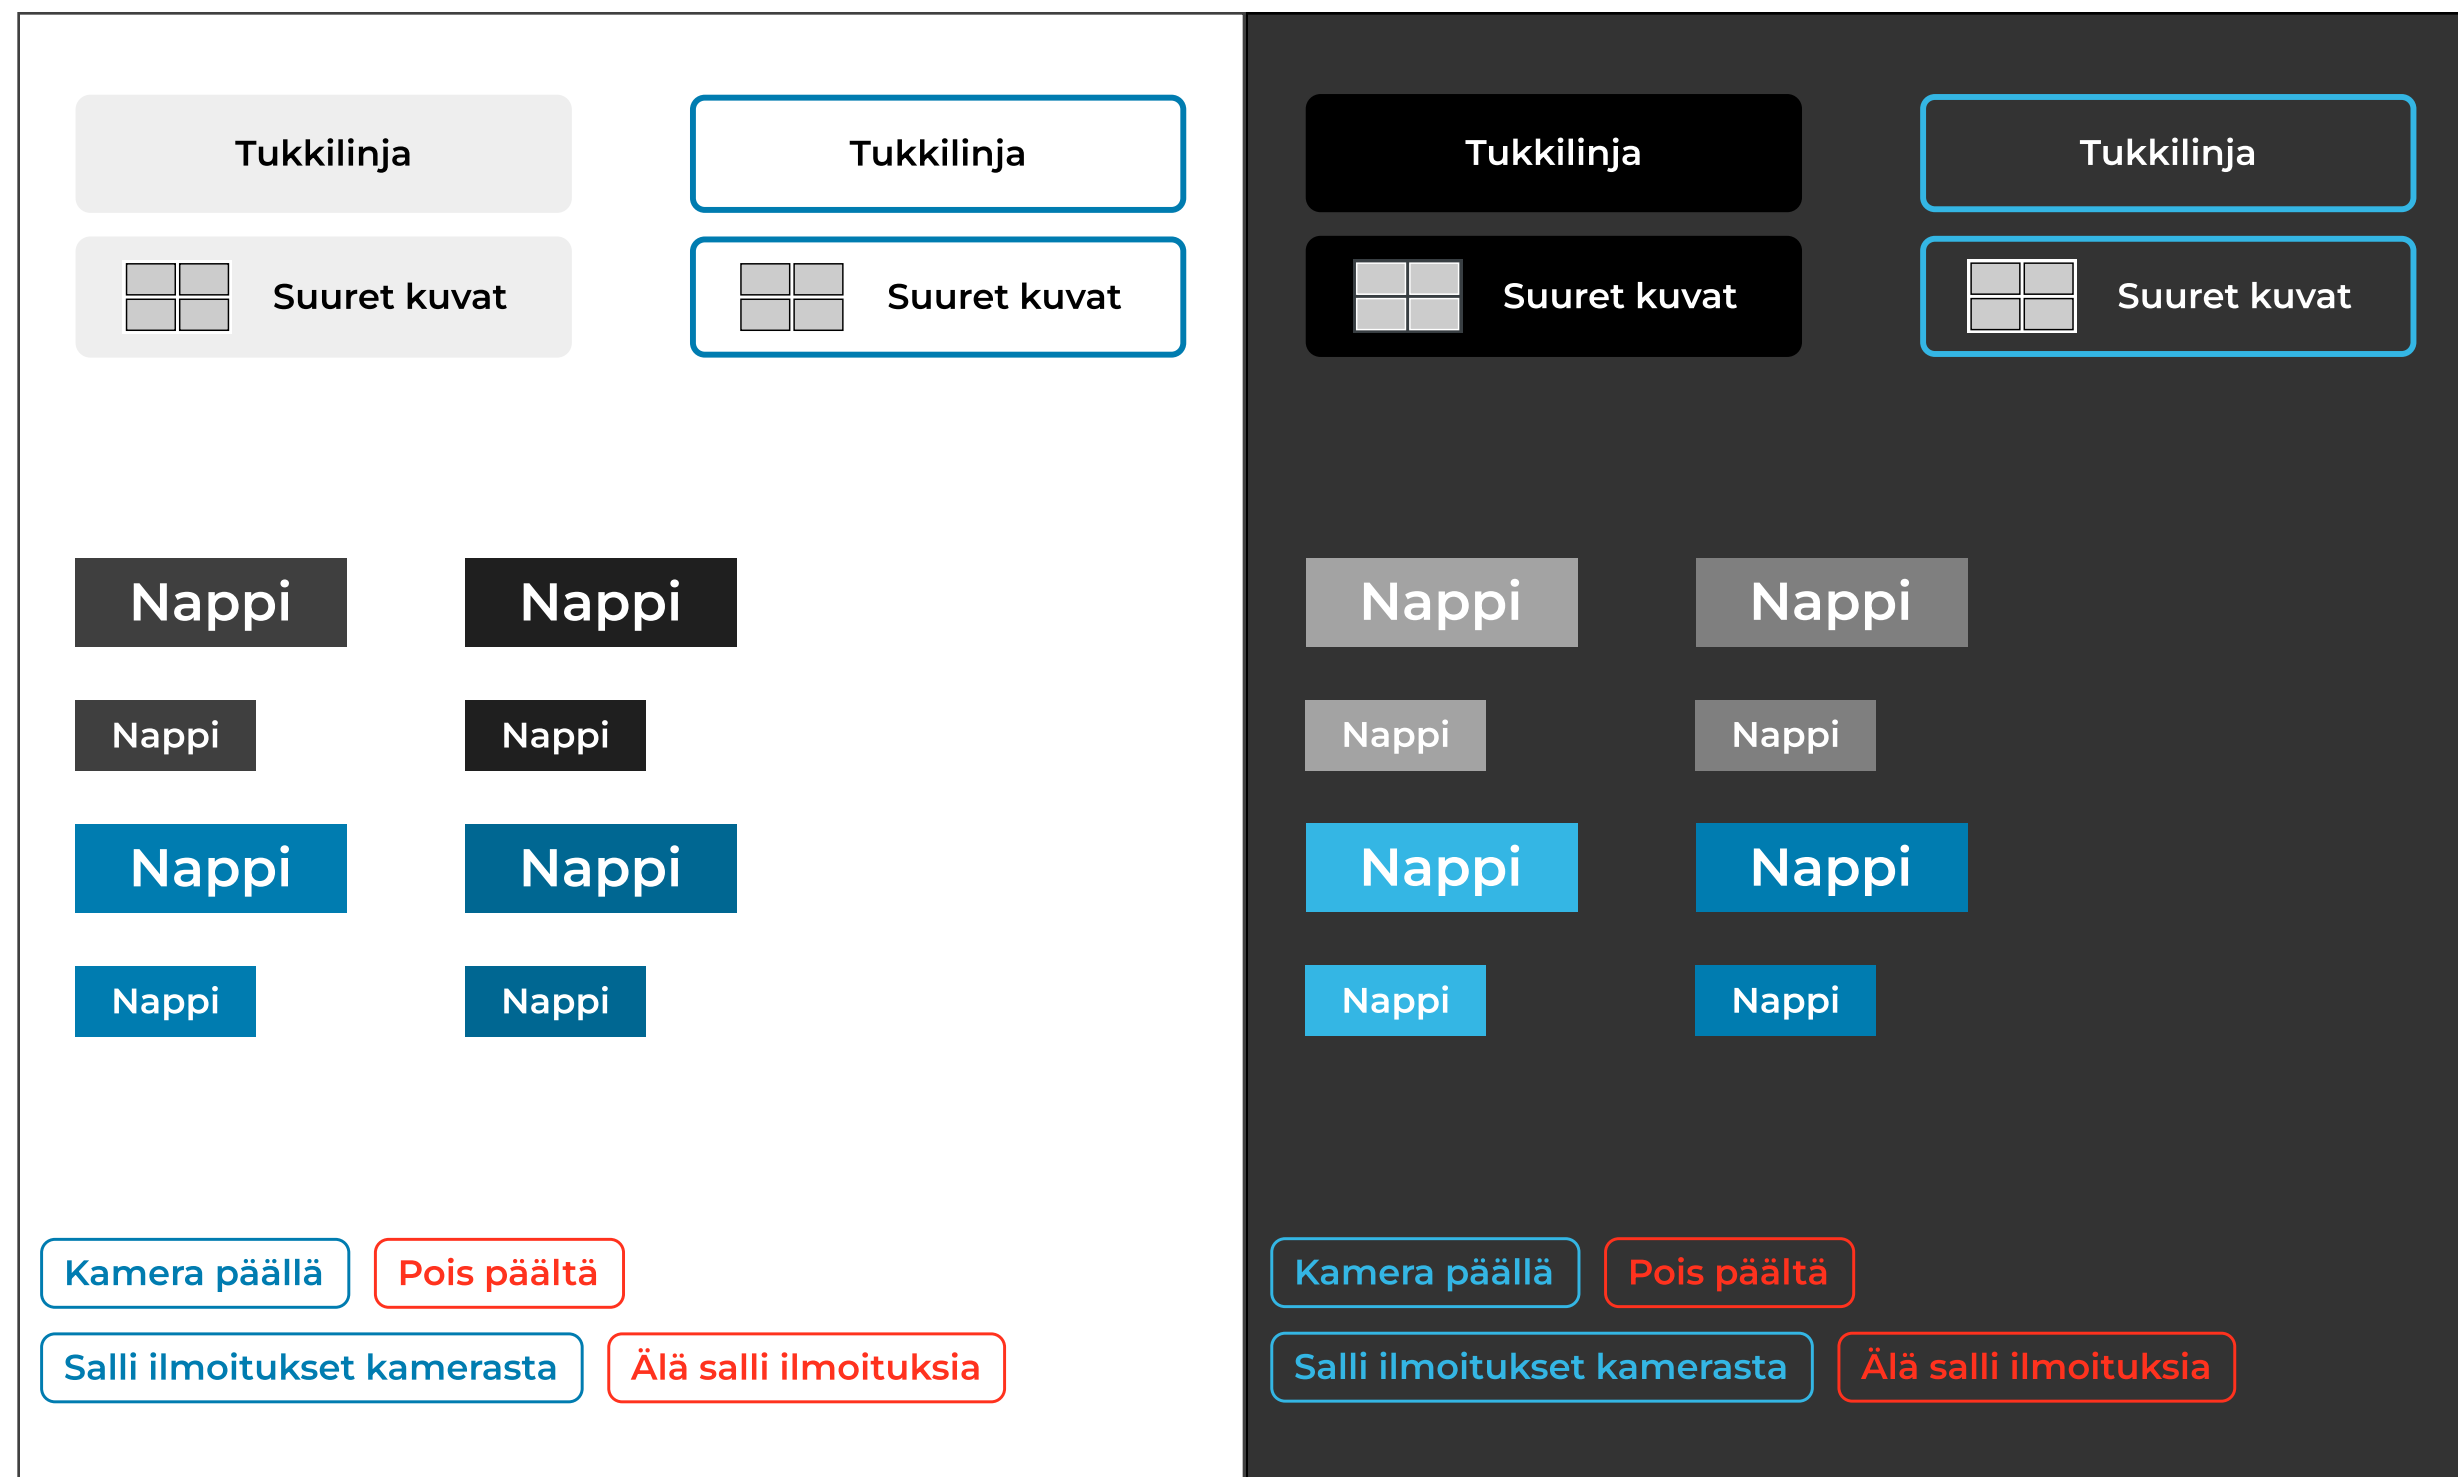 Tukkilinja
Tukkilinja
Suuret kuvat
Suuret kuvat
Nappi
Nappi
Nappi
Nappi
Nappi
Nappi
Nappi
Nappi
Kamera päällä
Pois päältä
Salli ilmoitukset kamerasta
Älä salli ilmoituksia
Tukkilinja
Tukkilinja
Suuret kuvat
Suuret kuvat
Nappi
Nappi
Nappi
Nappi
Nappi
Nappi
Nappi
Nappi
Kamera päällä
Pois päältä
Salli ilmoitukset kamerasta
Älä salli ilmoituksia